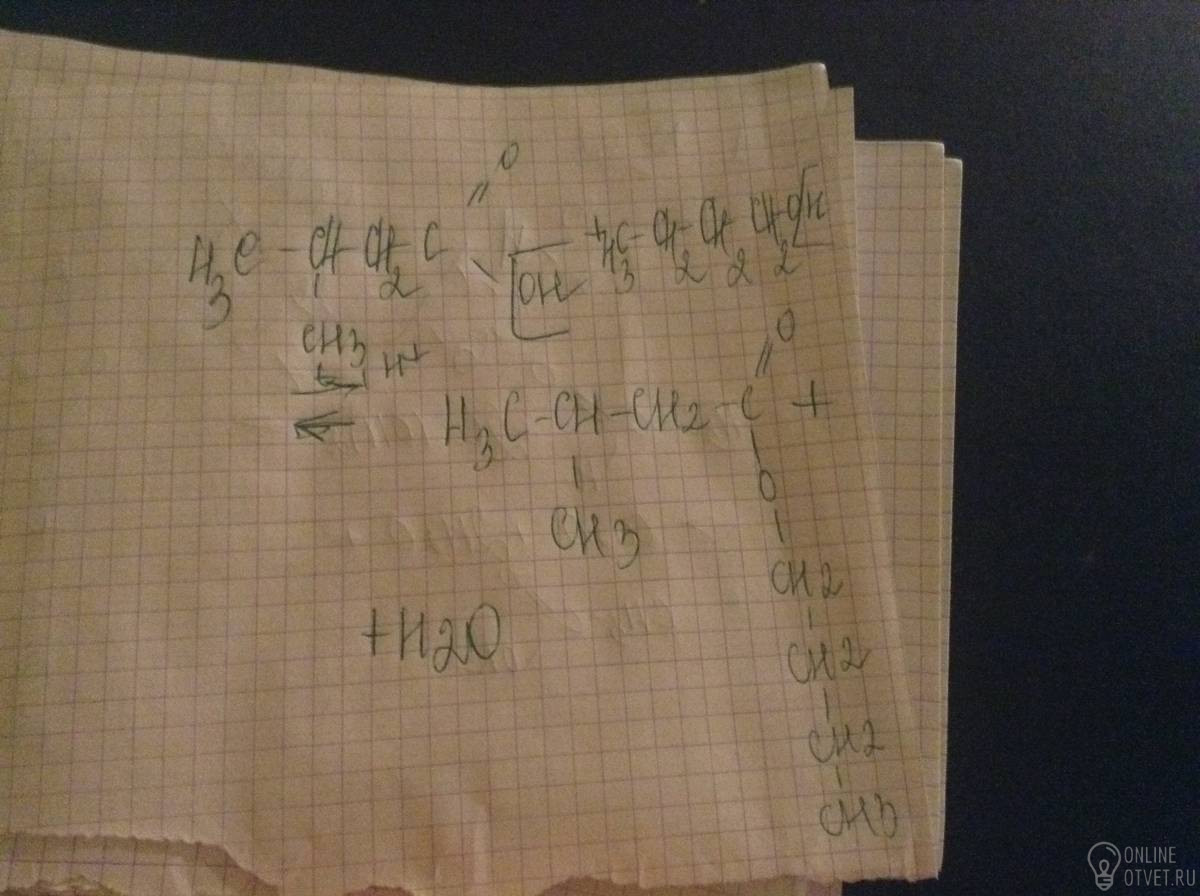 O
//
H3C - CH CH2 C \ OH + H3C - CH2 - CH2 CH2 OH
CH3
H+
O
//
H3C - CH - CH2 - C +
O
CH3
CH2
+ H2O
CH2
CH2
CH3
ONLINE
OTVET.RU